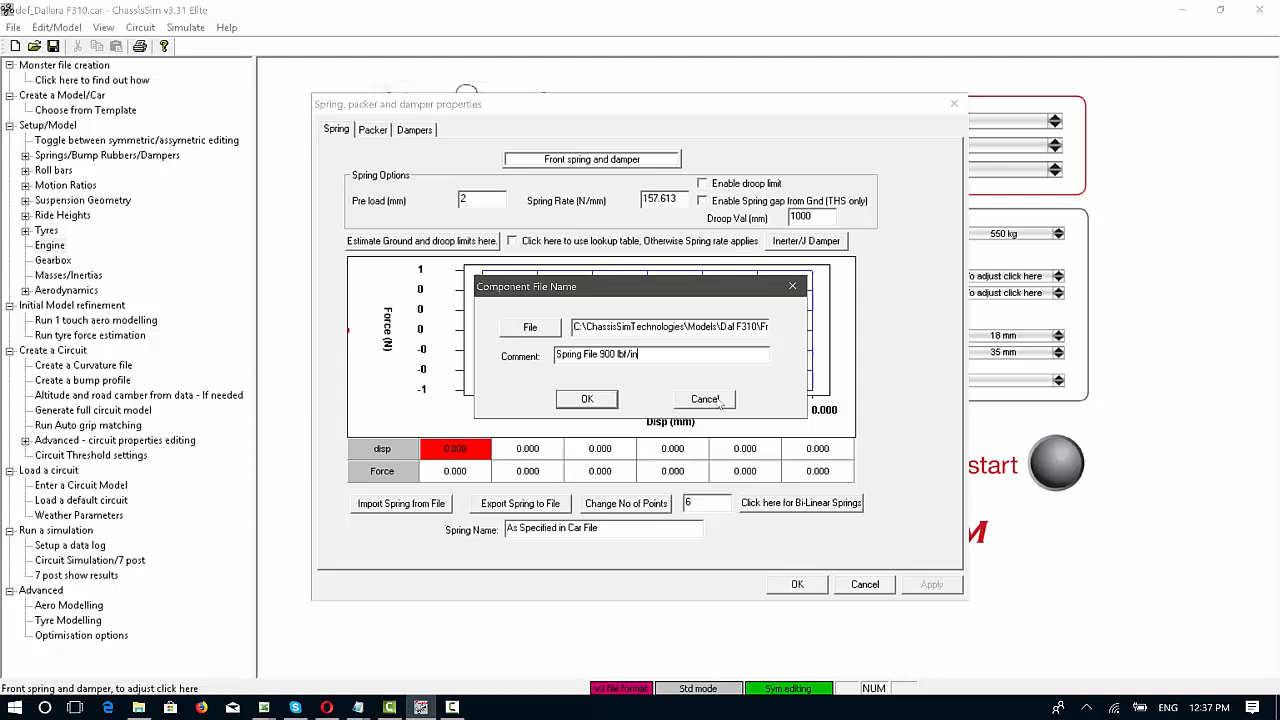 def_Dallara F310.car - ChassisSim v3.31 Elite
File Edit/Model View Circuit Simulate Help
Monster file creation
Click here to find out how
Create a Model/Car
Choose from Template
Setup/Model
Toggle between symmetric/assymetric editing
Springs/Bump Rubbers/Dampers
Roll bars
Motion Ratios
Suspension Geometry
Ride Heights
Tyres
Engine
Gearbox
Masses/Inertias
Aerodynamics
Initial Model refinement
Run 1 touch aero modelling
Run tyre force estimation
Create a Circuit
Create a Curvature file
Create a bump profile
Altitude and road camber from data - If needed
Generate full circuit model
Run Auto grip matching
Advanced - circuit properties editing
Circuit Threshold settings
Load a circuit
Enter a Circuit Model
Load a default circuit
Weather Parameters
Run a simulation
Setup a data log
Circuit Simulation/7 post
7 post show results
Advanced
Aero Modelling
Tyre Modelling
Optimisation options
Spring, packer and damper properties
Spring Packer Dampers
Front spring and damper
Spring Options
Pre load (mm) 2 Spring Rate (N/mm) 157.613
Enable droop limit
Enable Spring gap from Gnd (THS only)
Droop Val (mm) 1000
Estimate Ground and droop limits here. Click here to use lookup table, Otherwise Spring rate applies Inerter/J Damper
Force (N)
1
0
0
0
-0
-0
-1
Component File Name
File C:\ChassisSimTechnologies\Models\Dal F310\Fr
Comment: Spring File 900 lbf/in
OK Cancel
0.000
Disp (mm)
disp 0.000 0.000 0.000 0.000 0.000 0.000
Force 0.000 0.000 0.000 0.000 0.000 0.000
Import Spring from File Export Spring to File Change No of Points 6 Click here for Bi-Linear Springs
Spring Name: As Specified in Car File
OK Cancel Apply
550 kg
To adjust click here
To adjust click here
18 mm
35 mm
start
M
Front spring and damper, to adjust click here
v3 file format Std mode Sym editing NUM
ENG 12:37 PM